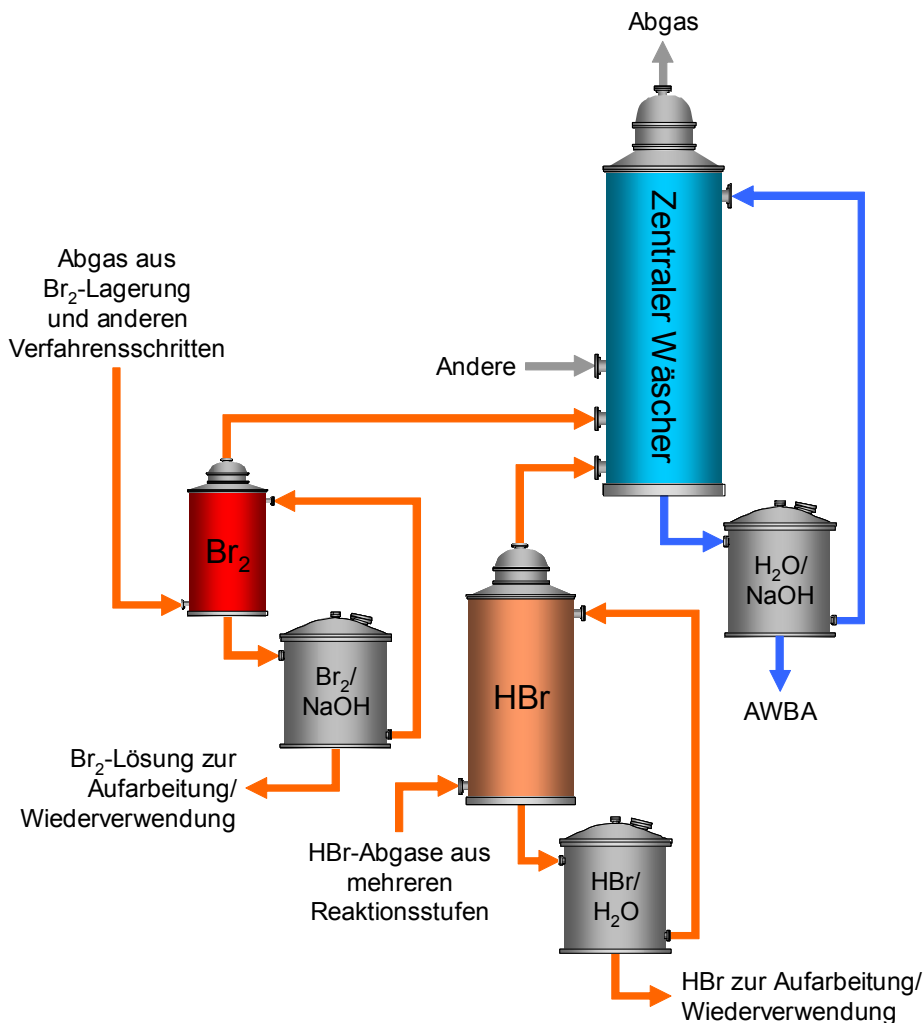 Abgas
Zentraler Wäscher
Abgas aus
Br₂-Lagerung
und anderen
Verfahrensschritten
Andere
Br₂
H₂O/
NaOH
Br₂/
NaOH
HBr
AWBA
Br₂-Lösung zur
Aufarbeitung/
Wiederverwendung
HBr-Abgase aus
mehreren
Reaktionsstufen
HBr/
H₂O
HBr zur Aufarbeitung/
Wiederverwendung